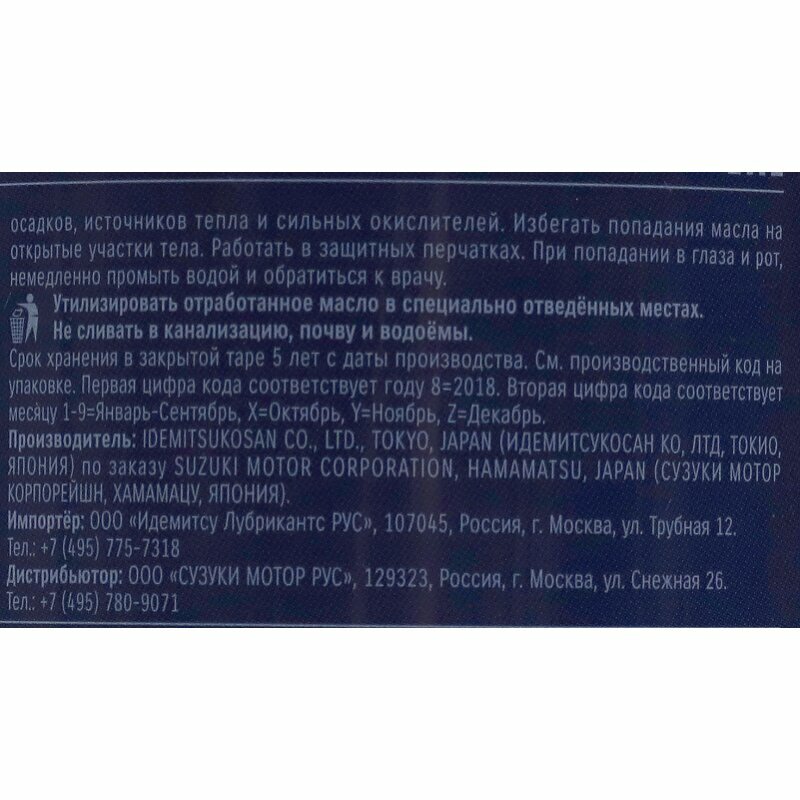 осадков, источников тепла и сильных окислителей. Избегать попадания масла на
открытые участки тела. Работать в защитных перчатках. При попадании в глаза и рот,
немедленно промыть водой и обратиться к врачу.
Утилизировать отработанное масло в специально отведённых местах.
Не сливать в канализацию, почву и водоёмы.
Срок хранения в закрытой таре 5 лет с даты производства. См. производственный код на
упаковке. Первая цифра кода соответствует году 8=2018. Вторая цифра кода соответствует
месяцу 1-9=Январь-Сентябрь, X=Октябрь, Y=Ноябрь, Z=Декабрь.
Производитель: IDEMITSUKOSAN CO., LTD., TOKYO, JAPAN (ИДЕМИТСУКОСАН КО, ЛТД, ТОКИО,
ЯПОНИЯ) по заказу SUZUKI MOTOR CORPORATION, HAMAMATSU, JAPAN (СУЗУКИ МОТОР
КОРПОРЕЙШН, ХАМАМАЦУ, ЯПОНИЯ).
Импортёр: ООО «Идемитсу Лубрикантс РУС», 107045, Россия, г. Москва, ул. Трубная 12.
Тел.: +7 (495) 775-7318
Дистрибьютор: ООО «СУЗУКИ МОТОР РУС», 129323, Россия, г. Москва, ул. Снежная 26.
Тел.: +7 (495) 780-9071